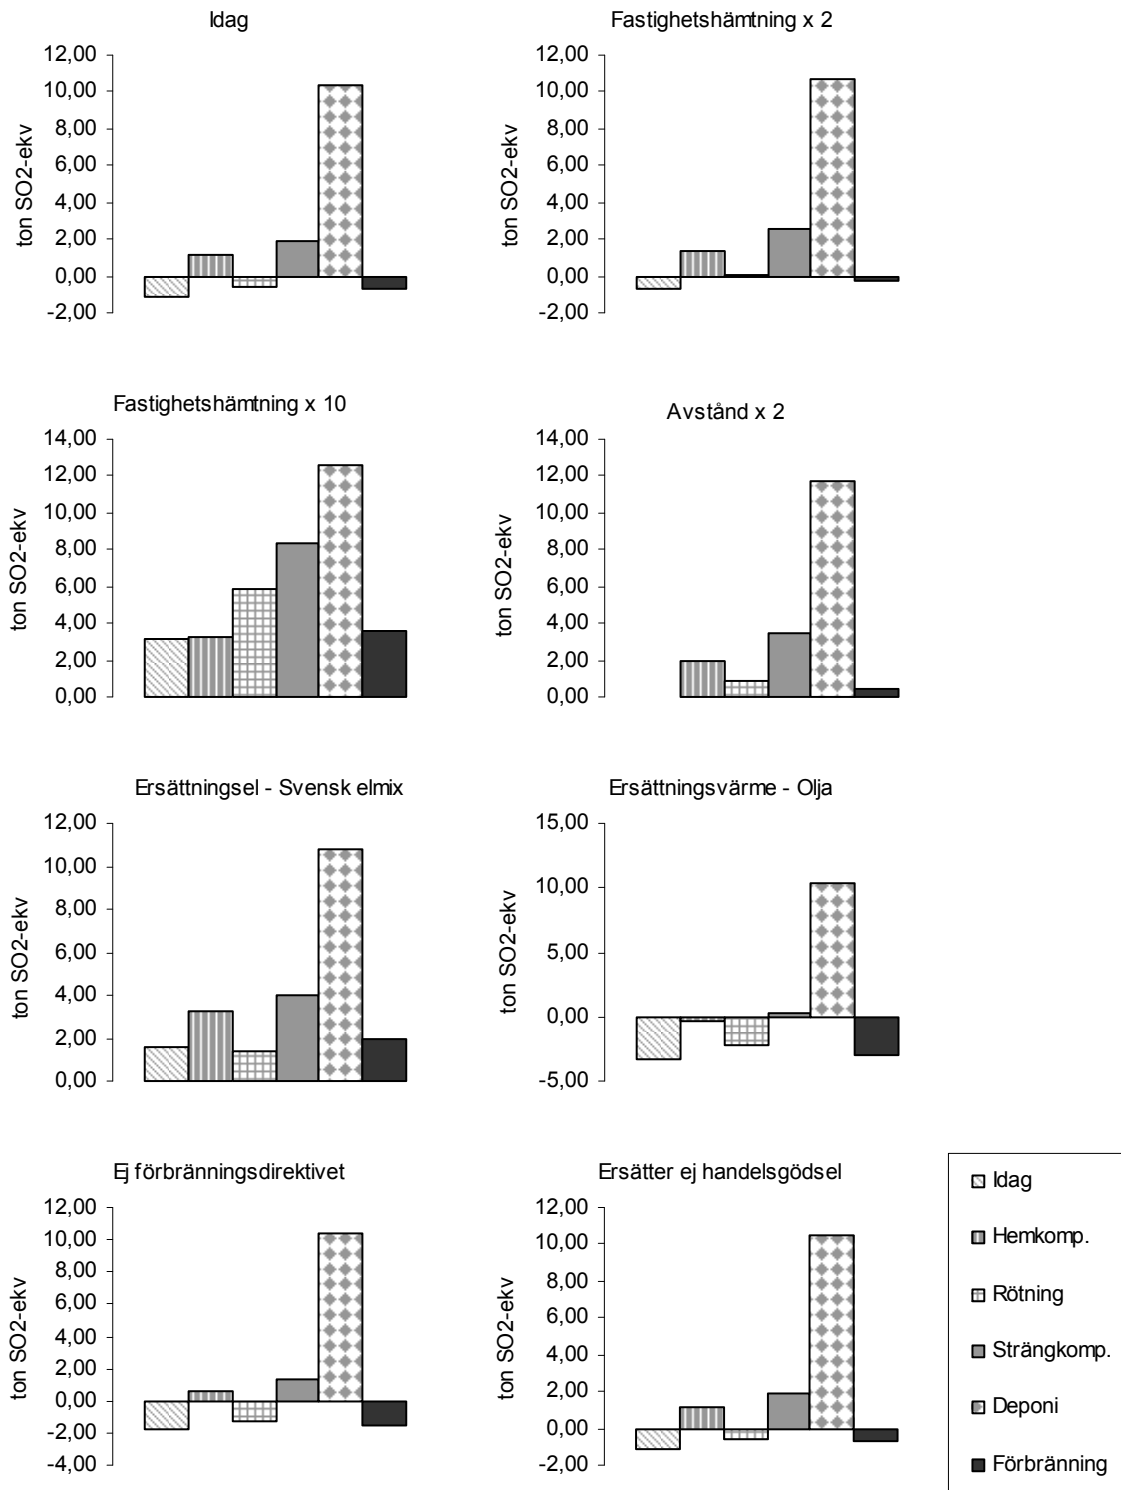 Idag
12,00
10,00
8,00
6,00
4,00
2,00
0,00
-2,00
ton SO2-ekv
Fastighetshämtning x 2
12,00
10,00
8,00
6,00
4,00
2,00
0,00
-2,00
ton SO2-ekv
Fastighetshämtning x 10
14,00
12,00
10,00
8,00
6,00
4,00
2,00
0,00
ton SO2-ekv
Avstånd x 2
14,00
12,00
10,00
8,00
6,00
4,00
2,00
0,00
ton SO2-ekv
Ersättningsel - Svensk elmix
12,00
10,00
8,00
6,00
4,00
2,00
0,00
ton SO2-ekv
Ersättningsvärme - Olja
15,00
10,00
5,00
0,00
-5,00
ton SO2-ekv
Ej förbränningsdirektivet
12,00
10,00
8,00
6,00
4,00
2,00
0,00
-2,00
-4,00
ton SO2-ekv
Ersätter ej handelsgödsel
12,00
10,00
8,00
6,00
4,00
2,00
0,00
-2,00
ton SO2-ekv
Idag
Hemkomp.
Rötning
Strängkomp.
Deponi
Förbränning